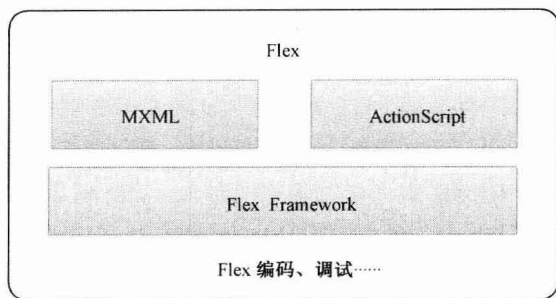 Flex
MXML
ActionScript
Flex Framework
Flex 编码、调试……